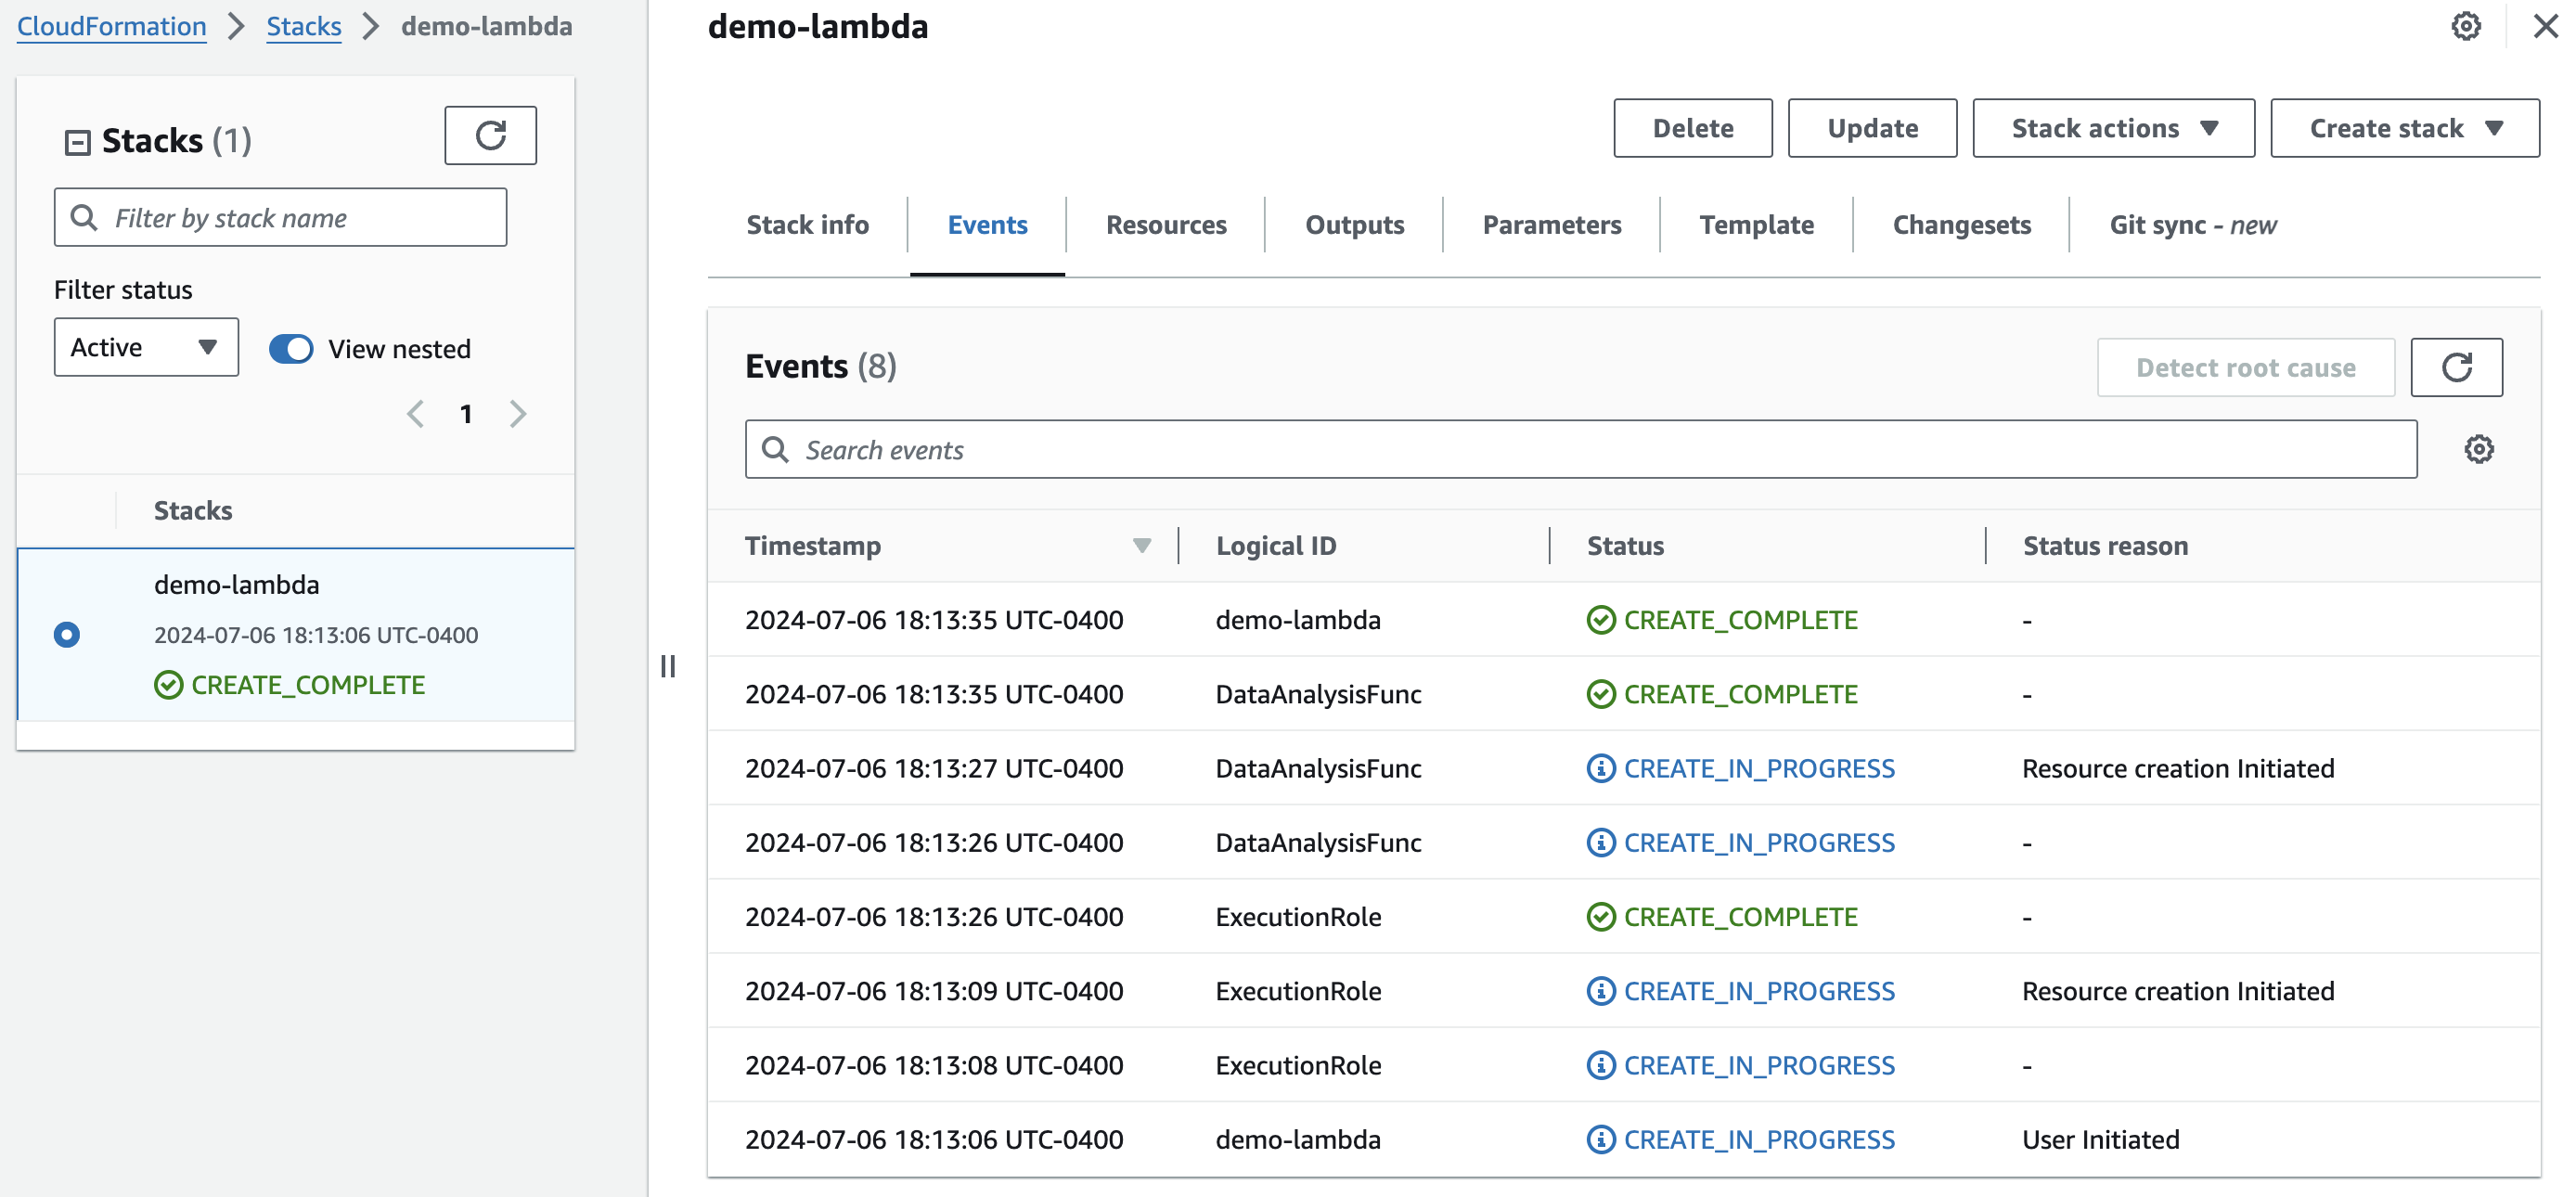 CloudFormation > Stacks > demo-lambda
Stacks (1)
Filter by stack name
Filter status
Active
View nested
1
Stacks
demo-lambda
2024-07-06 18:13:06 UTC-0400
CREATE_COMPLETE
demo-lambda
Delete Update Stack actions Create stack
Stack info Events Resources Outputs Parameters Template Changesets Git sync - new
Events (8)
Detect root cause
Search events
Timestamp Logical ID Status Status reason
2024-07-06 18:13:35 UTC-0400 demo-lambda CREATE_COMPLETE -
2024-07-06 18:13:35 UTC-0400 DataAnalysisFunc CREATE_COMPLETE -
2024-07-06 18:13:27 UTC-0400 DataAnalysisFunc CREATE_IN_PROGRESS Resource creation Initiated
2024-07-06 18:13:26 UTC-0400 DataAnalysisFunc CREATE_IN_PROGRESS -
2024-07-06 18:13:26 UTC-0400 ExecutionRole CREATE_COMPLETE -
2024-07-06 18:13:09 UTC-0400 ExecutionRole CREATE_IN_PROGRESS Resource creation Initiated
2024-07-06 18:13:08 UTC-0400 ExecutionRole CREATE_IN_PROGRESS -
2024-07-06 18:13:06 UTC-0400 demo-lambda CREATE_IN_PROGRESS User Initiated